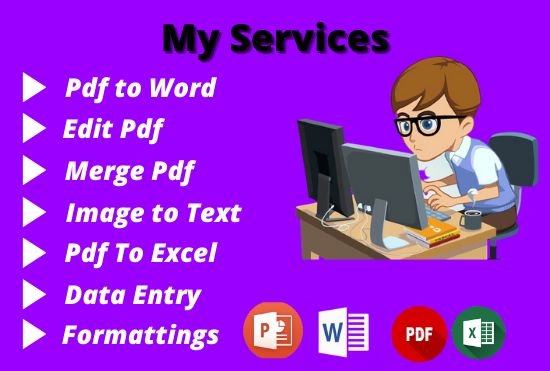 My Services
Pdf to Word
Edit Pdf
Merge Pdf
Image to Text
Pdf To Excel
Data Entry
Formattings
P
W
PDF
X